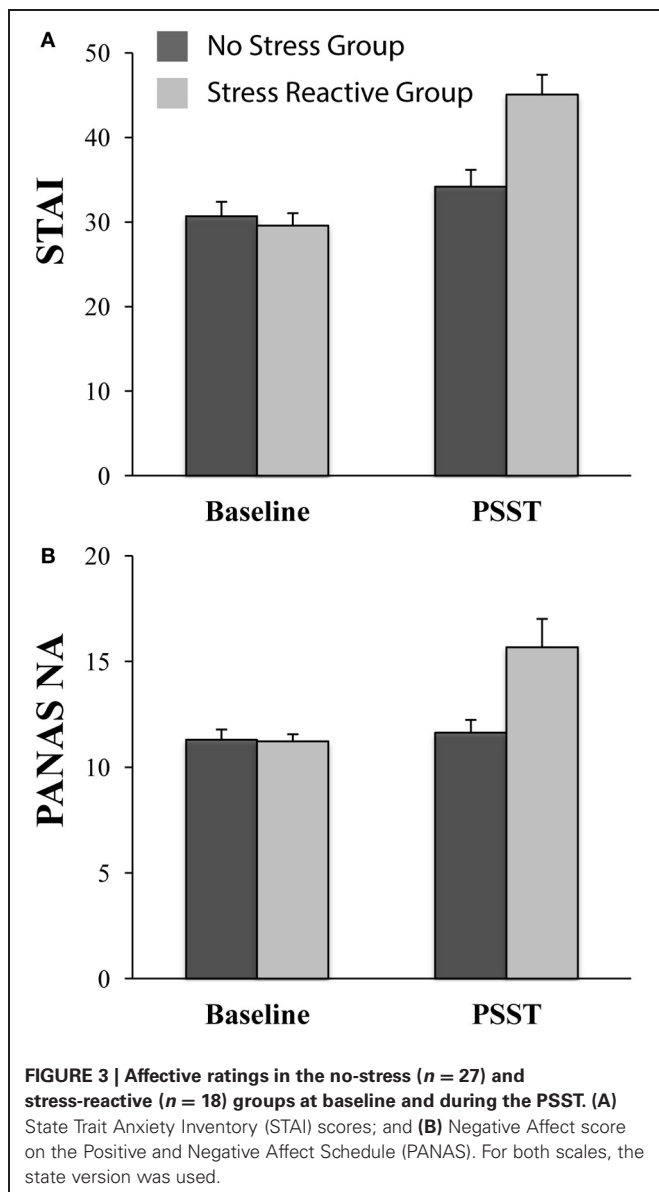 A
No Stress Group
Stress Reactive Group
STAI
50
40
30
20
10
0
Baseline PSST
B
PANAS NA
20
15
10
5
0
Baseline PSST
FIGURE 3 | Affective ratings in the no-stress (n = 27) and
stress-reactive (n = 18) groups at baseline and during the PSST. (A)
State Trait Anxiety Inventory (STAI) scores; and (B) Negative Affect score
on the Positive and Negative Affect Schedule (PANAS). For both scales, the
state version was used.